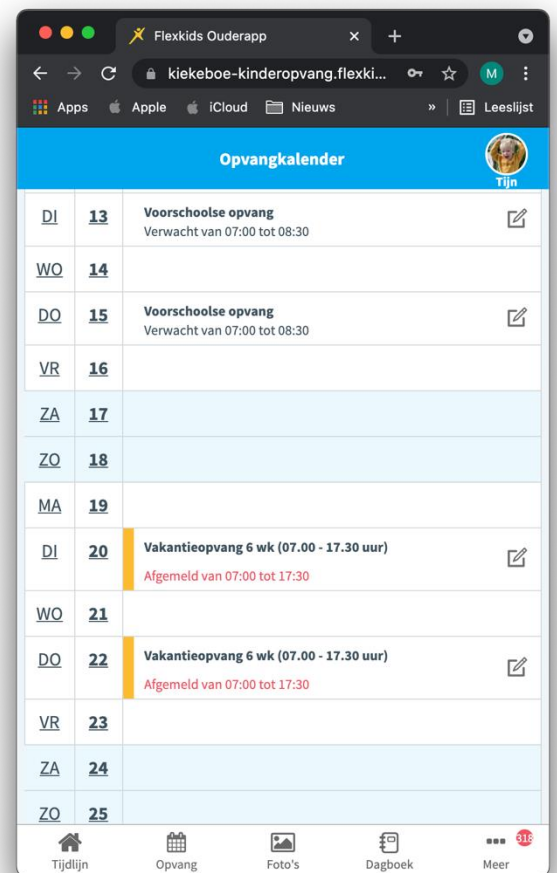 Flexkids Ouderapp
kiekeboe-kinderopvang.flexki...
M
Apps Apple iCloud Nieuws » Leeslijst
Opvangkalender
Tijn
DI 13 Voorschoolse opvang
Verwacht van 07:00 tot 08:30
WO 14
DO 15 Voorschoolse opvang
Verwacht van 07:00 tot 08:30
VR 16
ZA 17
ZO 18
MA 19
DI 20 Vakantieopvang 6 wk (07.00 - 17.30 uur)
Afgemeld van 07:00 tot 17:30
WO 21
DO 22 Vakantieopvang 6 wk (07.00 - 17.30 uur)
Afgemeld van 07:00 tot 17:30
VR 23
ZA 24
ZO 25
318
Tijdlijn Opvang Foto's Dagboek Meer